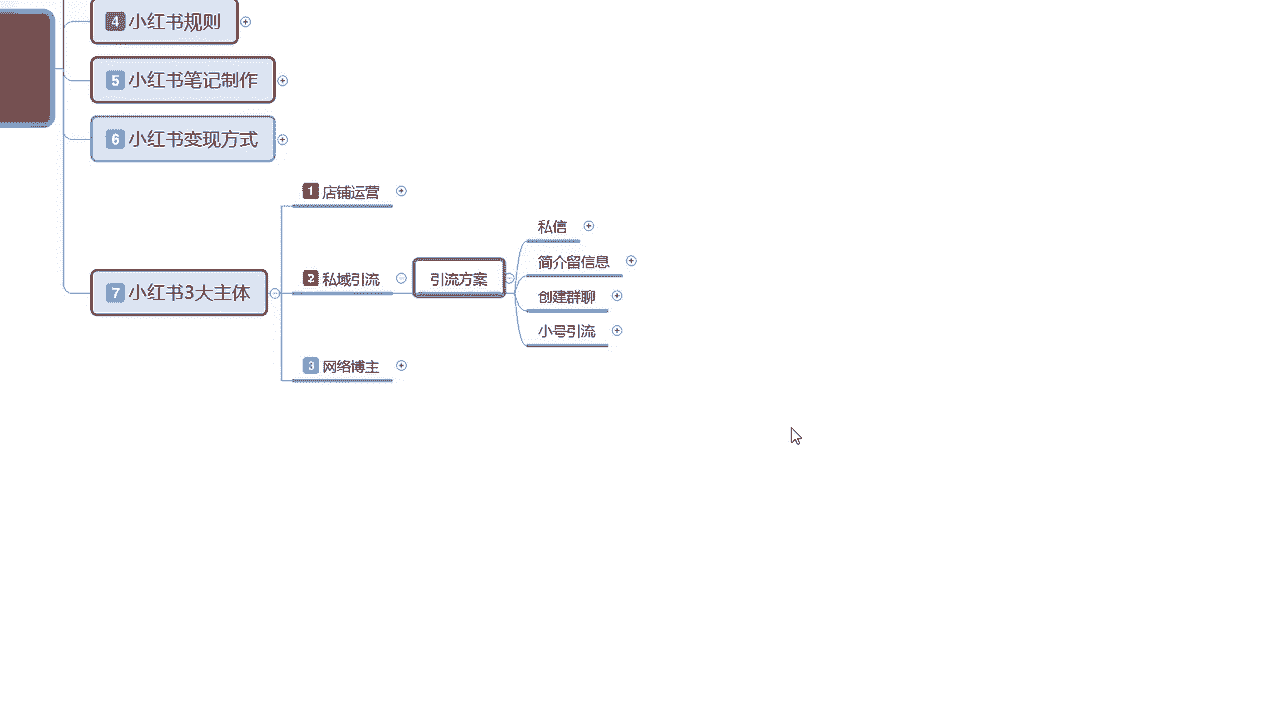 4 小红书规则
5 小红书笔记制作
6 小红书变现方式
7 小红书3大主体
1 店铺运营
2 私域引流
引流方案
私信
简介留信息
创建群聊
小号引流
3 网络博主